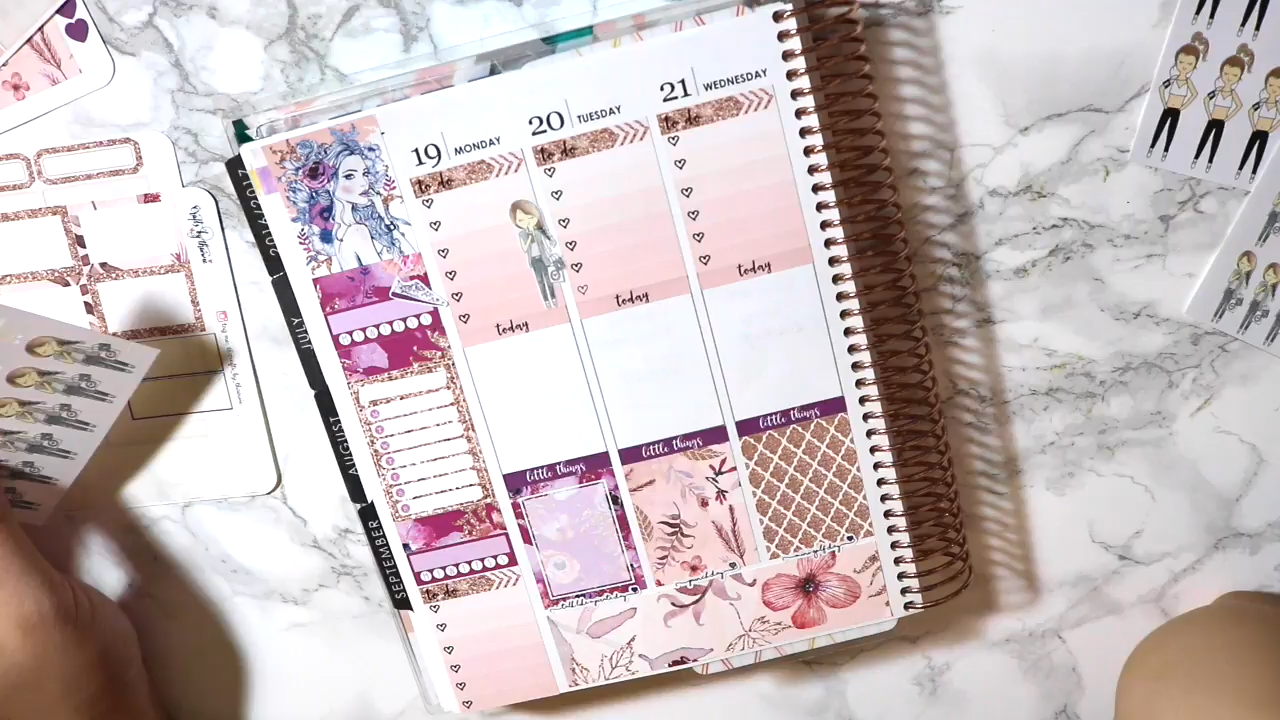 19 MONDAY
20 TUESDAY
21 WEDNESDAY
to do
to do
to do
today
today
today
little things
little things
little things
to do
JULY
AUGUST
SEPTEMBER